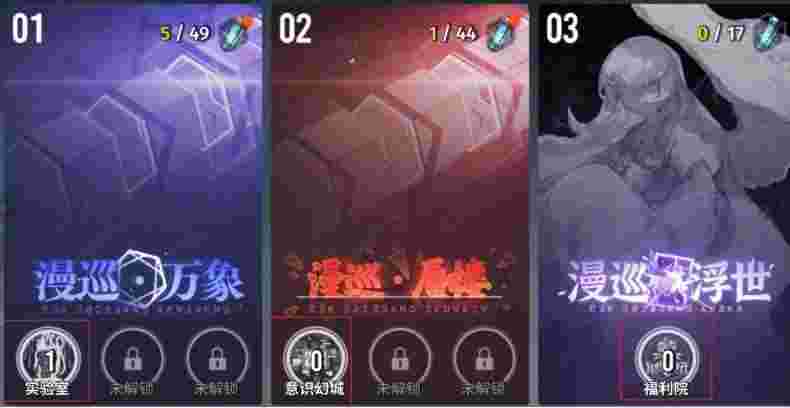 01
5 / 49
漫巡 万象
1
实验室
未解锁
未解锁
02
1 / 44
漫巡·蜃楼
0
意识幻城
未解锁
未解锁
03
0 / 17
漫巡 浮世
0
福利院